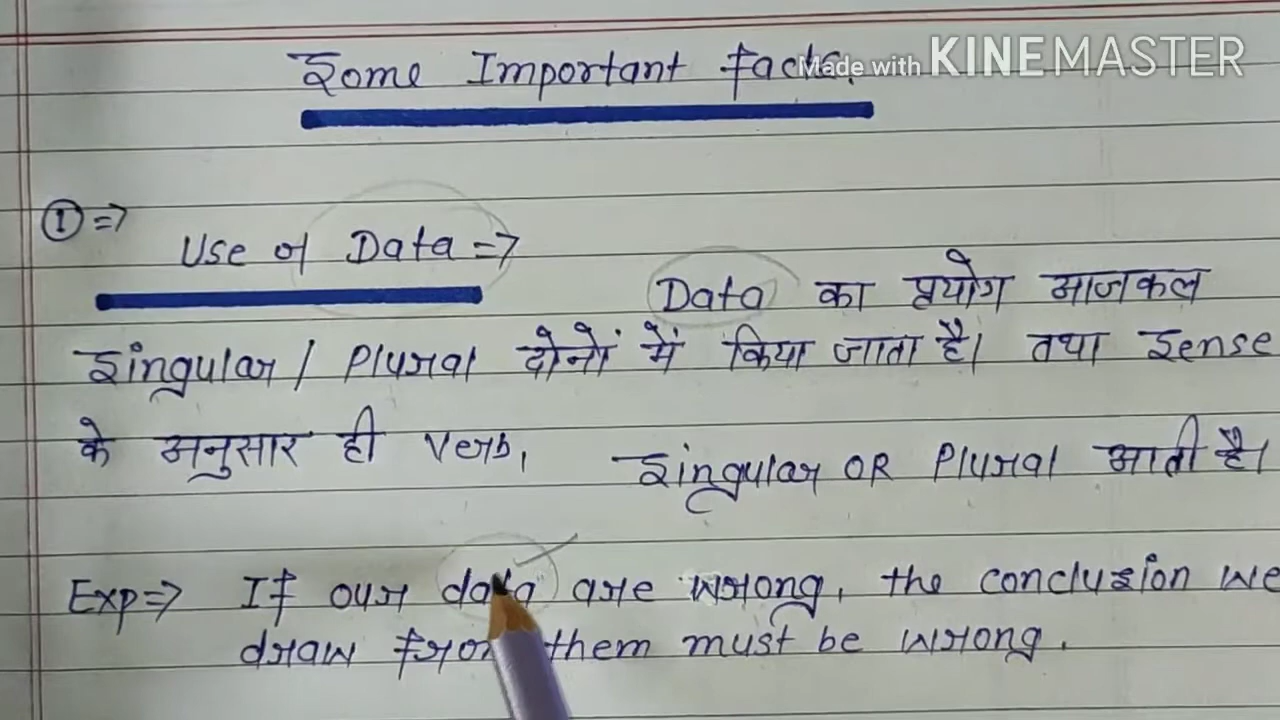 Some Important facts.
Made with KINEMASTER
① ⇒
Use of Data ⇒
Data का प्रयोग आजकल
Singular / Plural दोनों में किया जाता है। तथा Sense
के अनुसार ही Verb, Singular OR Plural आती है।
Exp ⇒ If our data are wrong, the conclusion we
draw from them must be wrong.